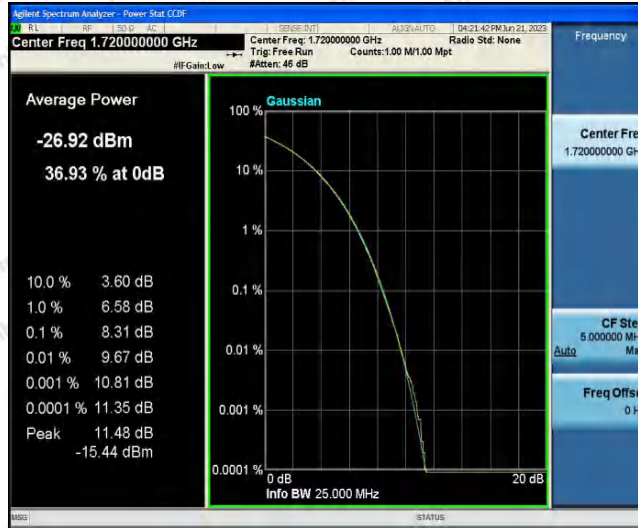 Agilent Spectrum Analyzer - Power Stat CCDF
RL RF 50 Ω AC SENSE:INT ALIGN AUTO 04:21:42 PM Jun 21, 2023
Center Freq 1.720000000 GHz
Center Freq: 1.720000000 GHz Radio Std: None
Trig: Free Run Counts:1.00 M/1.00 Mpt
#IFGain:Low #Atten: 46 dB
Frequency
Average Power
-26.92 dBm
36.93 % at 0dB
10.0 % 3.60 dB
1.0 % 6.58 dB
0.1 % 8.31 dB
0.01 % 9.67 dB
0.001 % 10.81 dB
0.0001 % 11.35 dB
Peak 11.48 dB
-15.44 dBm
Gaussian
100 %
10 %
1 %
0.1 %
0.01 %
0.001 %
0.0001 %
0 dB 20 dB
Info BW 25.000 MHz
Center Fre
1.720000000 GH
CF Ste
5.000000 MH
Auto Ma
Freq Offse
0 H
MSG STATUS